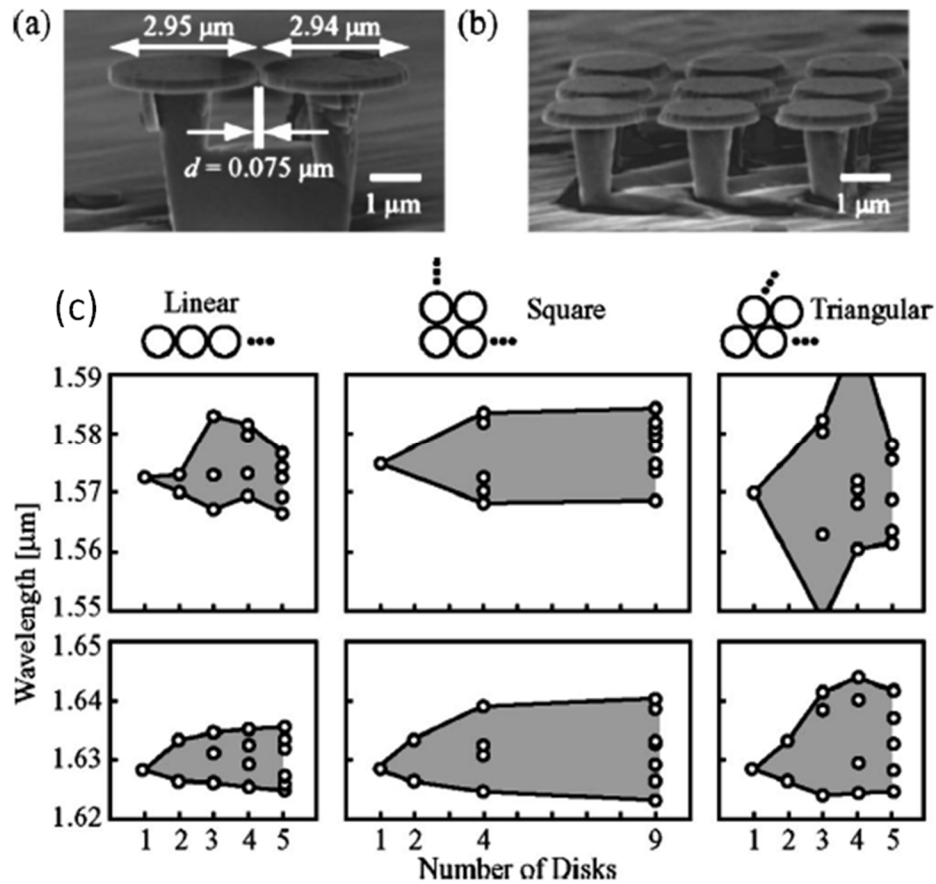 (a)
2.95 μm
2.94 μm
d = 0.075 μm
1 μm
(b)
1 μm
(c)
Linear
Square
Triangular
Wavelength [μm]
1.59
1.58
1.57
1.56
1.55
1.65
1.64
1.63
1.62
1 2 3 4 5
1 4 9
1 2 3 4 5
Number of Disks